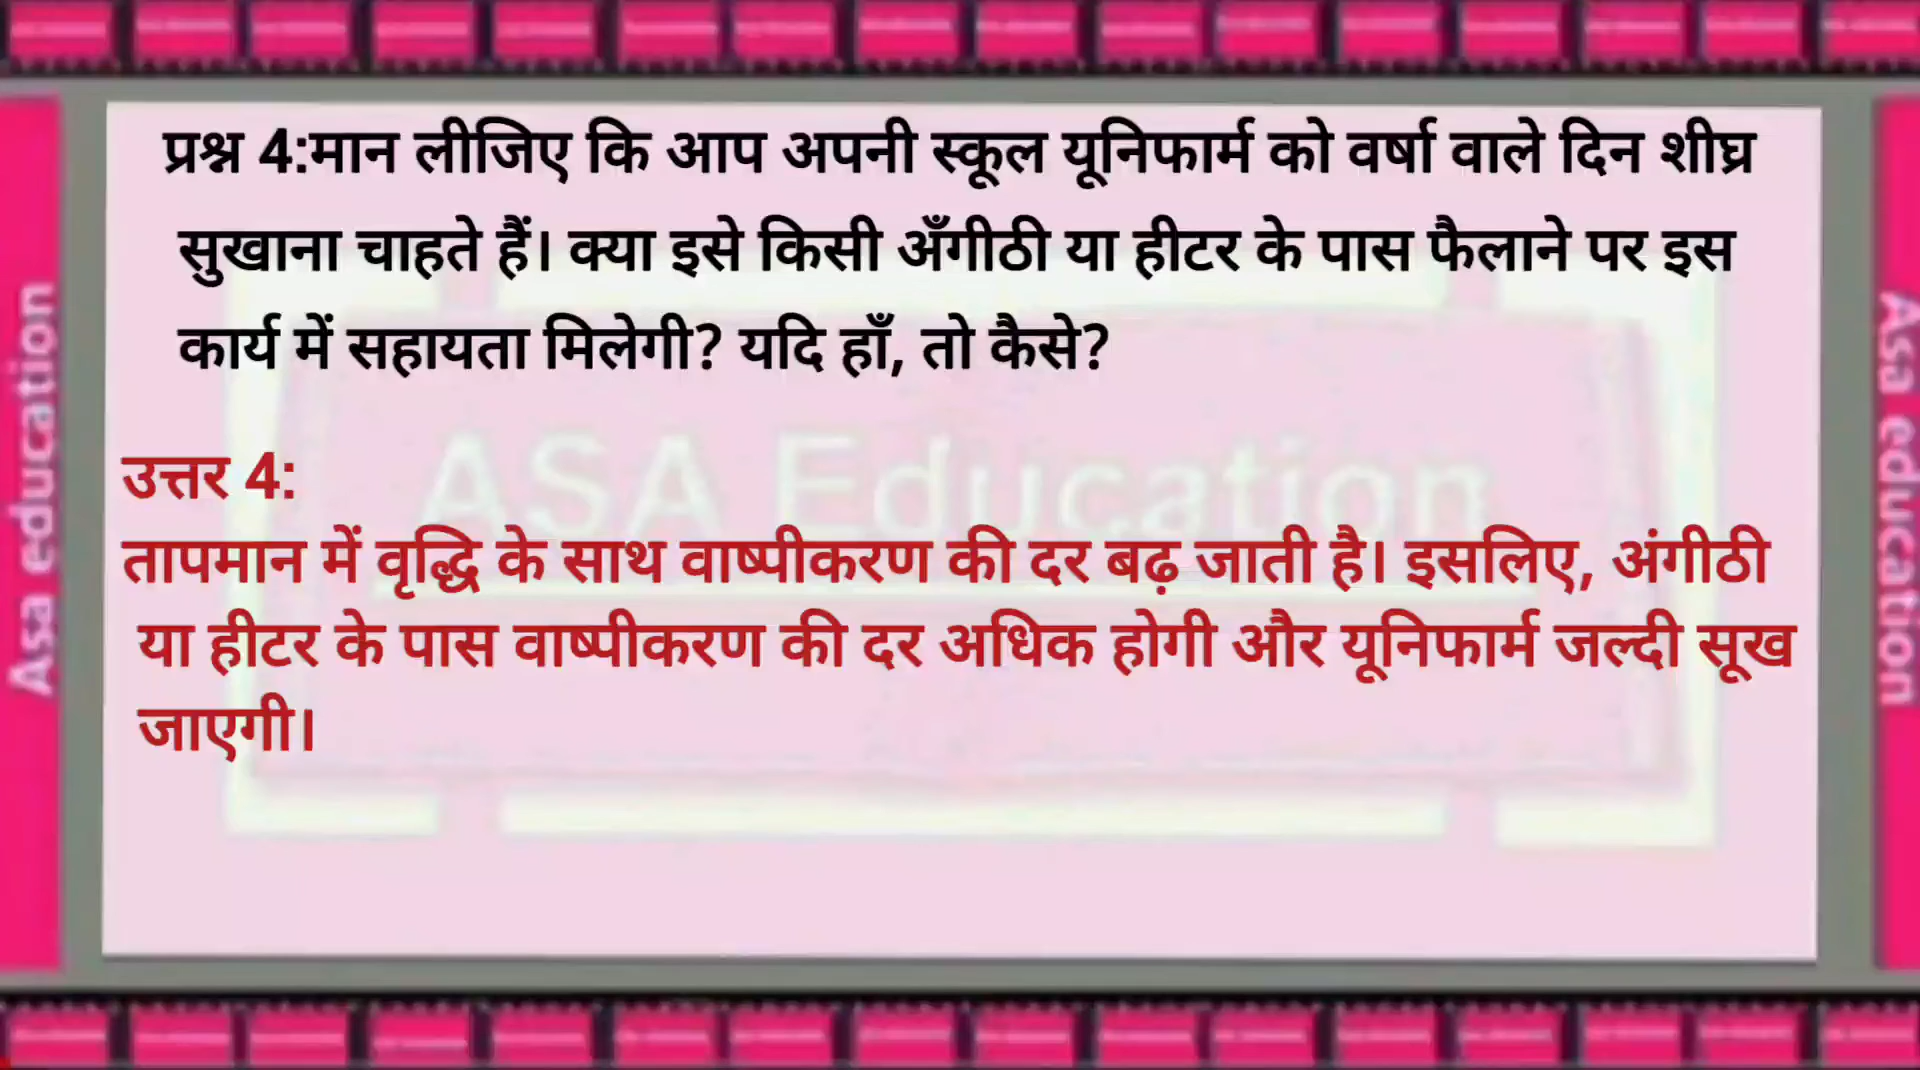 प्रश्न 4:मान लीजिए कि आप अपनी स्कूल यूनिफार्म को वर्षा वाले दिन शीघ्र
सुखाना चाहते हैं। क्या इसे किसी अँगीठी या हीटर के पास फैलाने पर इस
कार्य में सहायता मिलेगी? यदि हाँ, तो कैसे?
ASA Education
उत्तर 4:
तापमान में वृद्धि के साथ वाष्पीकरण की दर बढ़ जाती है। इसलिए, अंगीठी
या हीटर के पास वाष्पीकरण की दर अधिक होगी और यूनिफार्म जल्दी सूख
जाएगी।
Asa education
Asa education